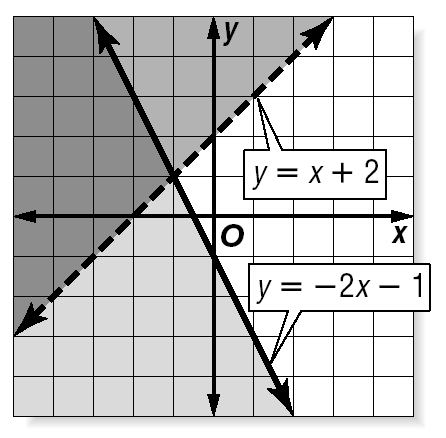 y
y = x + 2
O
x
y = −2x − 1